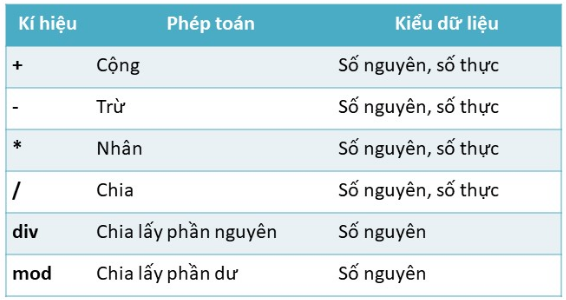 Kí hiệu Phép toán Kiểu dữ liệu
+ Cộng Số nguyên, số thực
- Trừ Số nguyên, số thực
* Nhân Số nguyên, số thực
/ Chia Số nguyên, số thực
div Chia lấy phần nguyên Số nguyên
mod Chia lấy phần dư Số nguyên